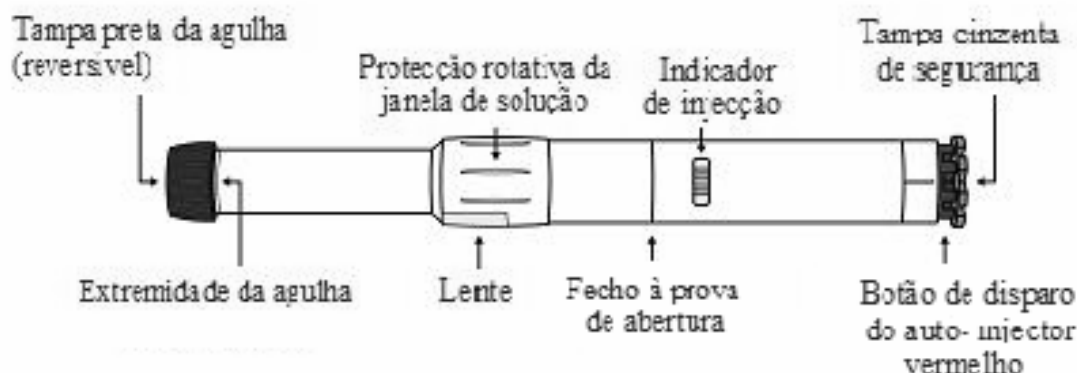 Tampa preta da agulha
(reversível)
Protecção rotativa da
janela de solução
Indicador
de injecção
Tampa cinzenta
de segurança
Extremidade da agulha
Lente
Fecho à prova
de abertura
Botão de disparo
do auto- injector
vermelho